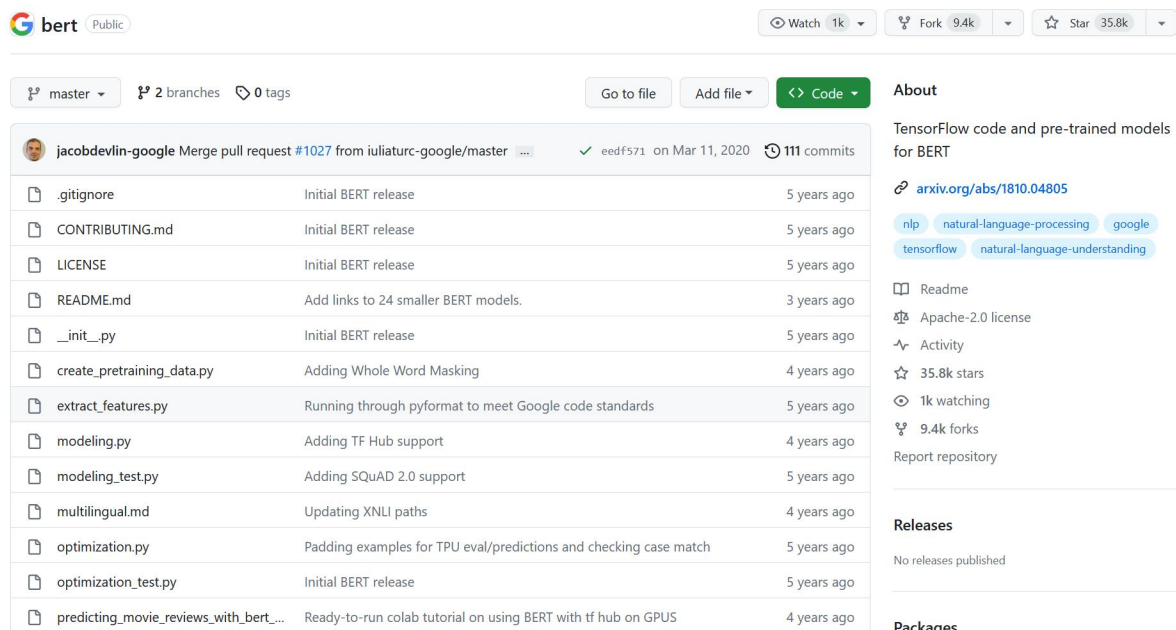 bert Public Watch 1k Fork 9.4k Star 35.8k
master 2 branches 0 tags Go to file Add file <> Code
jacobdevlin-google Merge pull request #1027 from iuliaturc-google/master ... eedf571 on Mar 11, 2020 111 commits
.gitignore Initial BERT release 5 years ago
CONTRIBUTING.md Initial BERT release 5 years ago
LICENSE Initial BERT release 5 years ago
README.md Add links to 24 smaller BERT models. 3 years ago
__init__.py Initial BERT release 5 years ago
create_pretraining_data.py Adding Whole Word Masking 4 years ago
extract_features.py Running through pyformat to meet Google code standards 5 years ago
modeling.py Adding TF Hub support 4 years ago
modeling_test.py Adding SQuAD 2.0 support 5 years ago
multilingual.md Updating XNLI paths 4 years ago
optimization.py Padding examples for TPU eval/predictions and checking case match 5 years ago
optimization_test.py Initial BERT release 5 years ago
predicting_movie_reviews_with_bert_... Ready-to-run colab tutorial on using BERT with tf hub on GPUS 4 years ago
About
TensorFlow code and pre-trained models
for BERT
arxiv.org/abs/1810.04805
nlp natural-language-processing google
tensorflow natural-language-understanding
Readme
Apache-2.0 license
Activity
35.8k stars
1k watching
9.4k forks
Report repository
Releases
No releases published
Packages